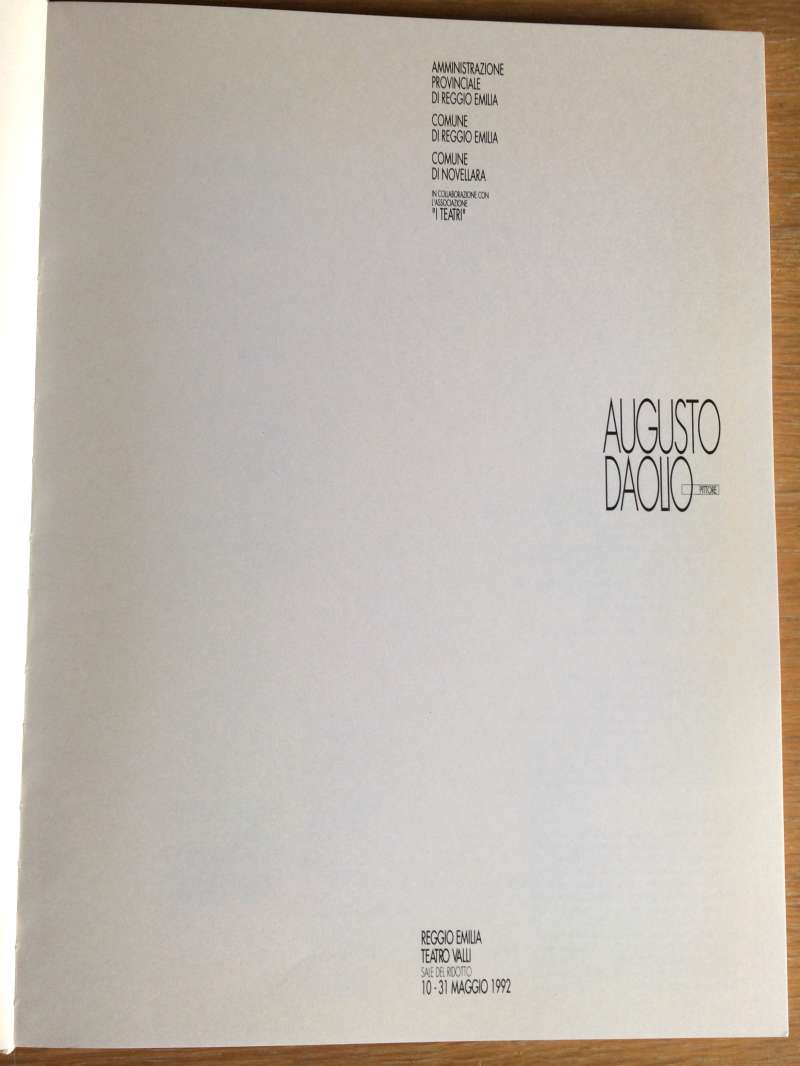 AMMINISTRAZIONE
PROVINCIALE
DI REGGIO EMILIA
COMUNE
DI REGGIO EMILIA
COMUNE
DI NOVELLARA
IN COLLABORAZIONE CON
L'ASSOCIAZIONE
"I TEATRI"
AUGUSTO
DAOLIO
PITTORE
REGGIO EMILIA
TEATRO VALLI
SALE DEL RIDOTTO
10 - 31 MAGGIO 1992